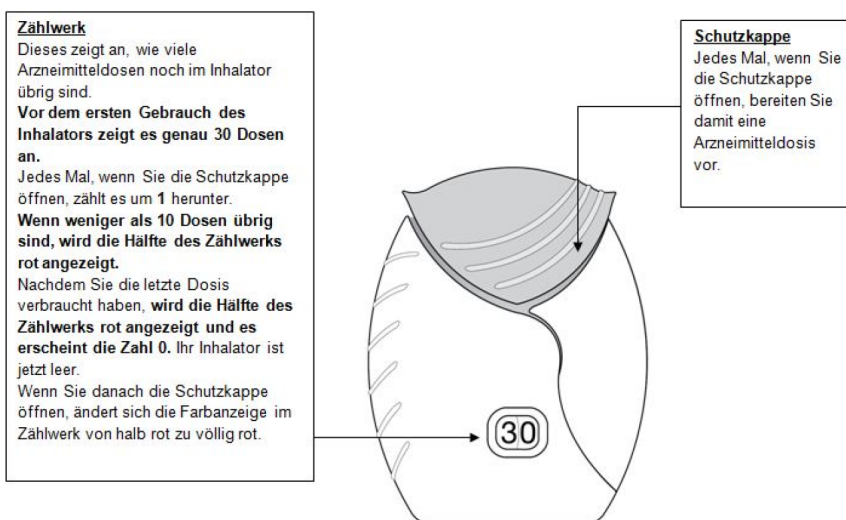 Zählwerk
Dieses zeigt an, wie viele
Arzneimitteldosen noch im Inhalator
übrig sind.
Vor dem ersten Gebrauch des
Inhalators zeigt es genau 30 Dosen
an.
Jedes Mal, wenn Sie die Schutzkappe
öffnen, zählt es um 1 herunter.
Wenn weniger als 10 Dosen übrig
sind, wird die Hälfte des Zählwerks
rot angezeigt.
Nachdem Sie die letzte Dosis
verbraucht haben, wird die Hälfte des
Zählwerks rot angezeigt und es
erscheint die Zahl 0. Ihr Inhalator ist
jetzt leer.
Wenn Sie danach die Schutzkappe
öffnen, ändert sich die Farbanzeige im
Zählwerk von halb rot zu völlig rot.
Schutzkappe
Jedes Mal, wenn Sie
die Schutzkappe
öffnen, bereiten Sie
damit eine
Arzneimitteldosis
vor.
30